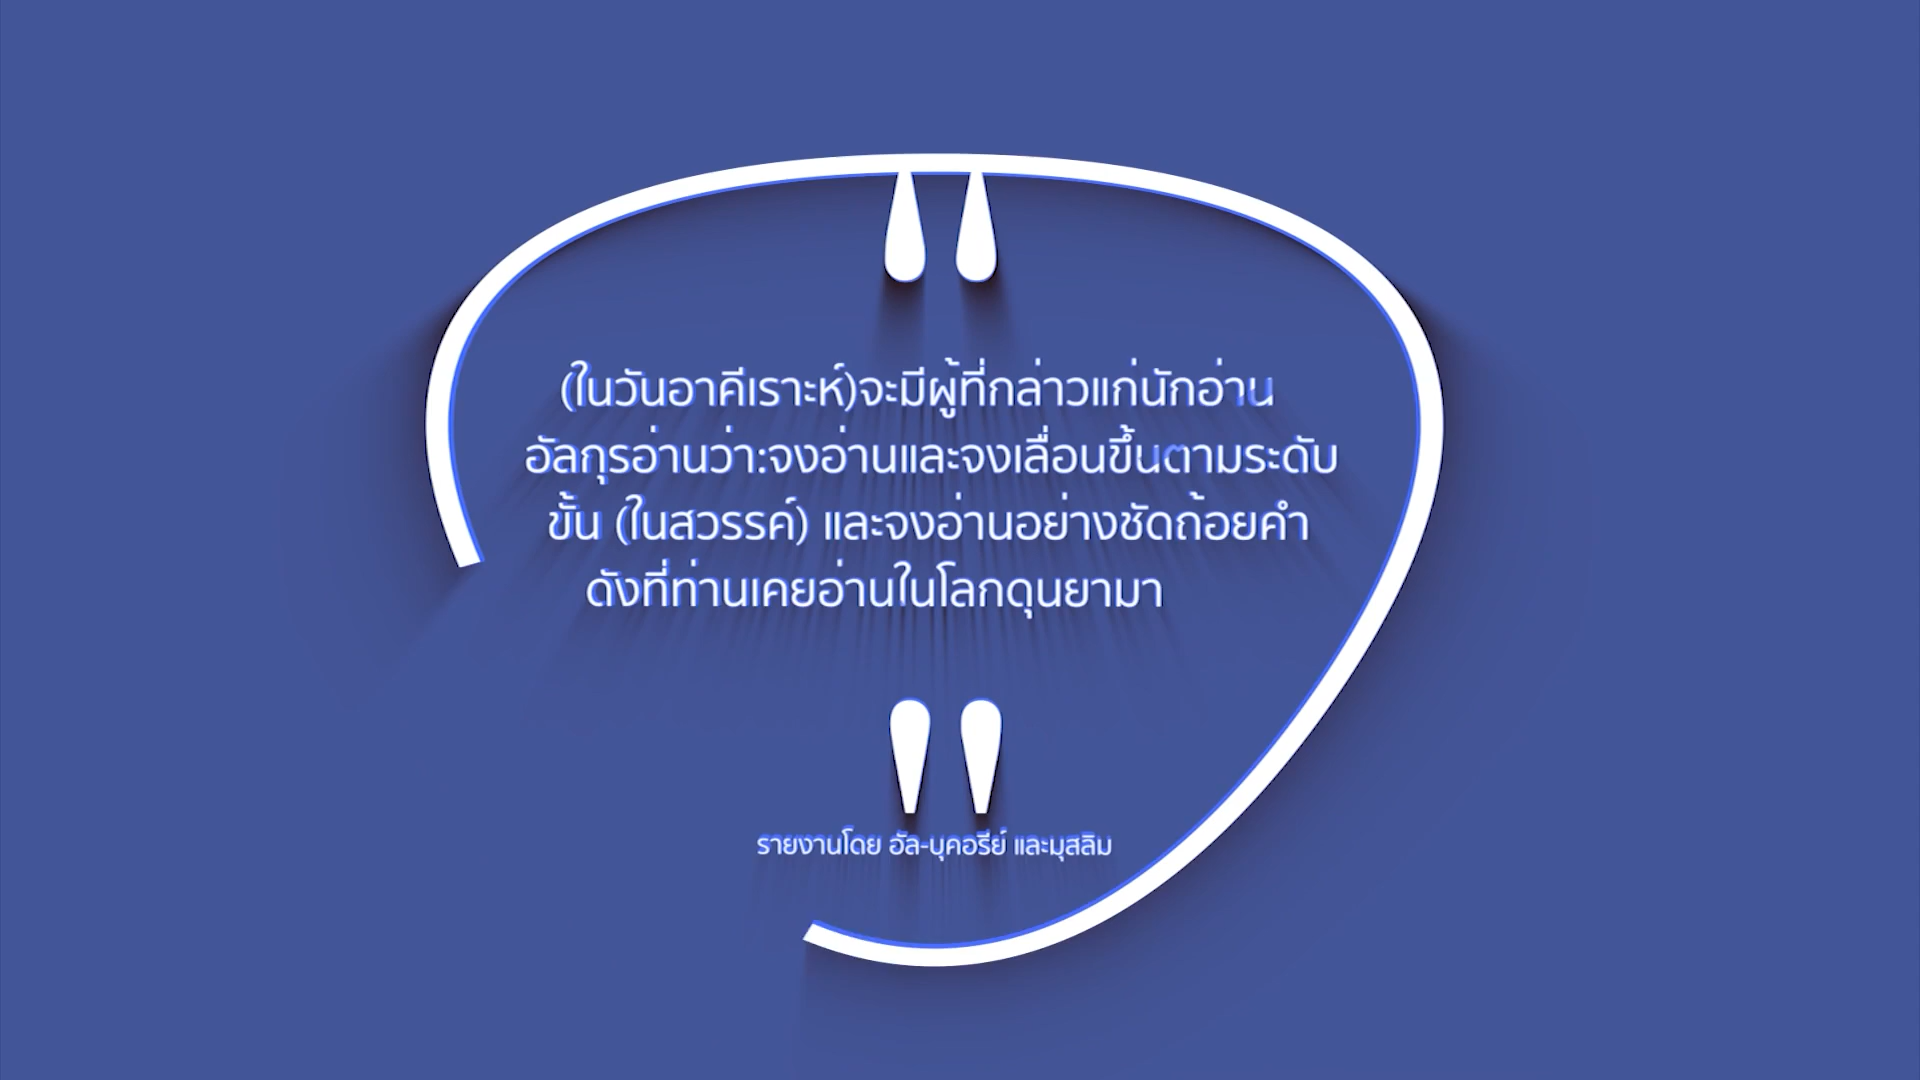 (ในวันอาคีเราะห์)จะมีผู้ที่กล่าวแก่นักอ่าน
อัลกุรอ่านว่า:จงอ่านและจงเลื่อนขึ้นตามระดับ
ขั้น (ในสวรรค์) และจงอ่านอย่างชัดถ้อยคำ
ดังที่ท่านเคยอ่านในโลกดุนยามา
รายงานโดย อัล-บุคอรีย์ และมุสลิม